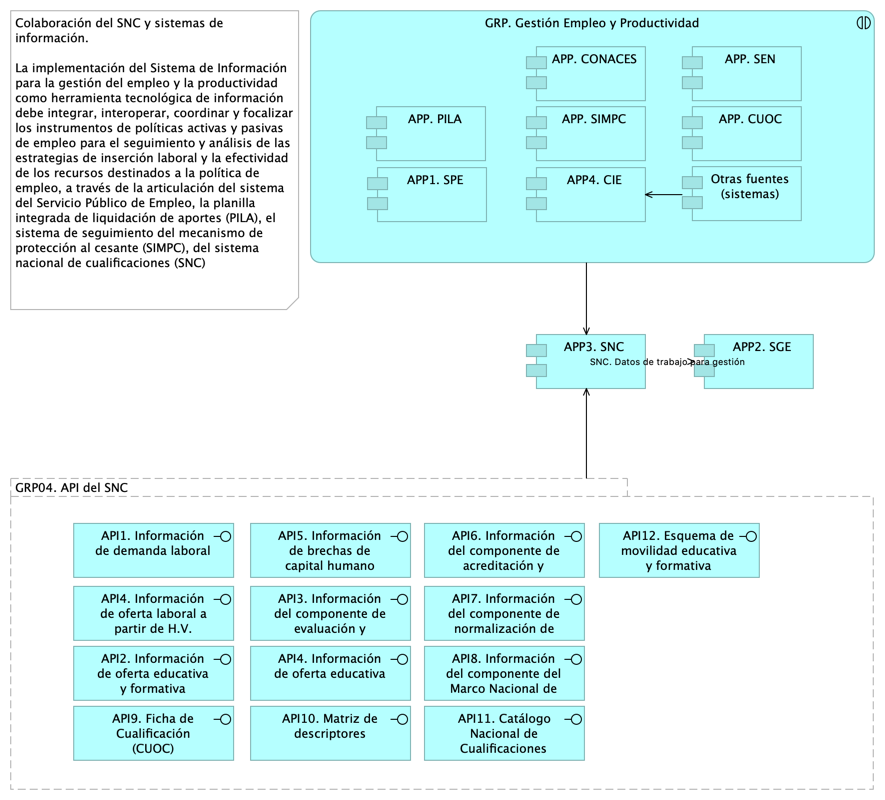 Colaboración del SNC y sistemas de
información.
La implementación del Sistema de Información
para la gestión del empleo y la productividad
como herramienta tecnológica de información
debe integrar, interoperar, coordinar y focalizar
los instrumentos de políticas activas y pasivas
de empleo para el seguimiento y análisis de las
estrategias de inserción laboral y la efectividad
de los recursos destinados a la política de
empleo, a través de la articulación del sistema
del Servicio Público de Empleo, la planilla
integrada de liquidación de aportes (PILA), el
sistema de seguimiento del mecanismo de
protección al cesante (SIMPC), del sistema
nacional de cualificaciones (SNC)
GRP. Gestión Empleo y Productividad
APP. CONACES
APP. SEN
APP. PILA
APP. SIMPC
APP. CUOC
APP1. SPE
APP4. CIE
Otras fuentes
(sistemas)
APP3. SNC
SNC. Datos de trabajo para gestión
APP2. SGE
GRP04. API del SNC
API1. Información
de demanda laboral
API5. Información
de brechas de
capital humano
API6. Información
del componente de
acreditación y
API12. Esquema de
movilidad educativa
y formativa
API4. Información
de oferta laboral a
partir de H.V.
API3. Información
del componente de
evaluación y
API7. Información
del componente de
normalización de
API2. Información
de oferta educativa
y formativa
API4. Información
de oferta educativa
API8. Información
del componente del
Marco Nacional de
API9. Ficha de
Cualificación
(CUOC)
API10. Matriz de
descriptores
API11. Catálogo
Nacional de
Cualificaciones